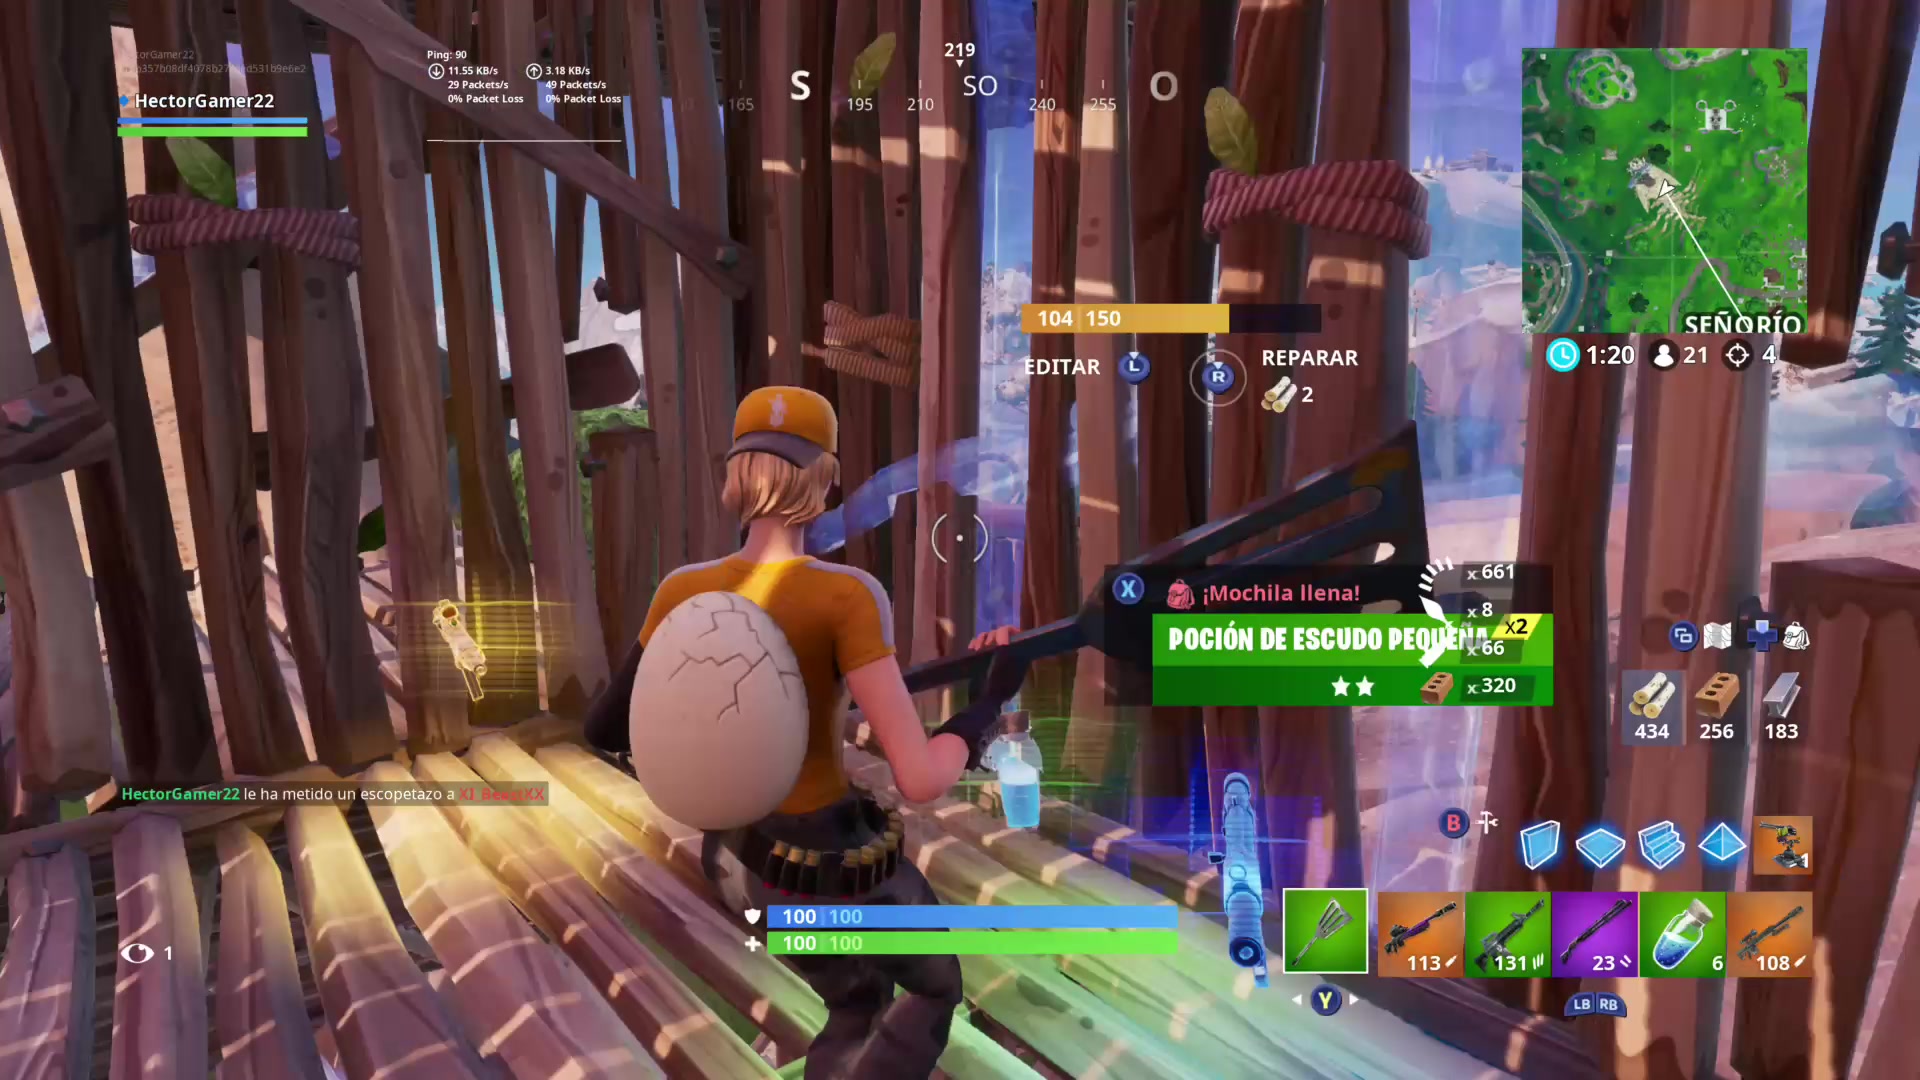 HectorGamer22
Ping: 90
11.55 KB/s 3.18 KB/s
29 Packets/s 49 Packets/s
0% Packet Loss 0% Packet Loss
219
165 S 195 210 SO 240 255 O
104 150
EDITAR L R REPARAR
2
SEÑORÍO
1:20 21 4
X ¡Mochila llena!
x 661
x 8
POCIÓN DE ESCUDO PEQUEÑA x2
x 66
x 320
434 256 183
HectorGamer22 le ha metido un escopetazo a
B
100 100
100 100
1
113 131 23 6 108
Y
LB RB